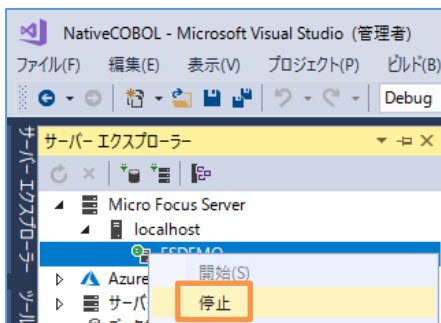 NativeCOBOL - Microsoft Visual Studio (管理者)
ファイル(F) 編集(E) 表示(V) プロジェクト(P) ビルド(B)
Debug
サーバー エクスプローラー
サーバー エクスプローラー
Micro Focus Server
localhost
ESDEMO
開始(S)
Azure
停止
サーバ
ツール